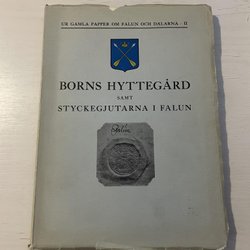 UR GAMLA PAPPER OM FALUN OCH DALARNA - II
BORNS HYTTEGÅRD
SAMT
STYCKEGJUTARNA I FALUN